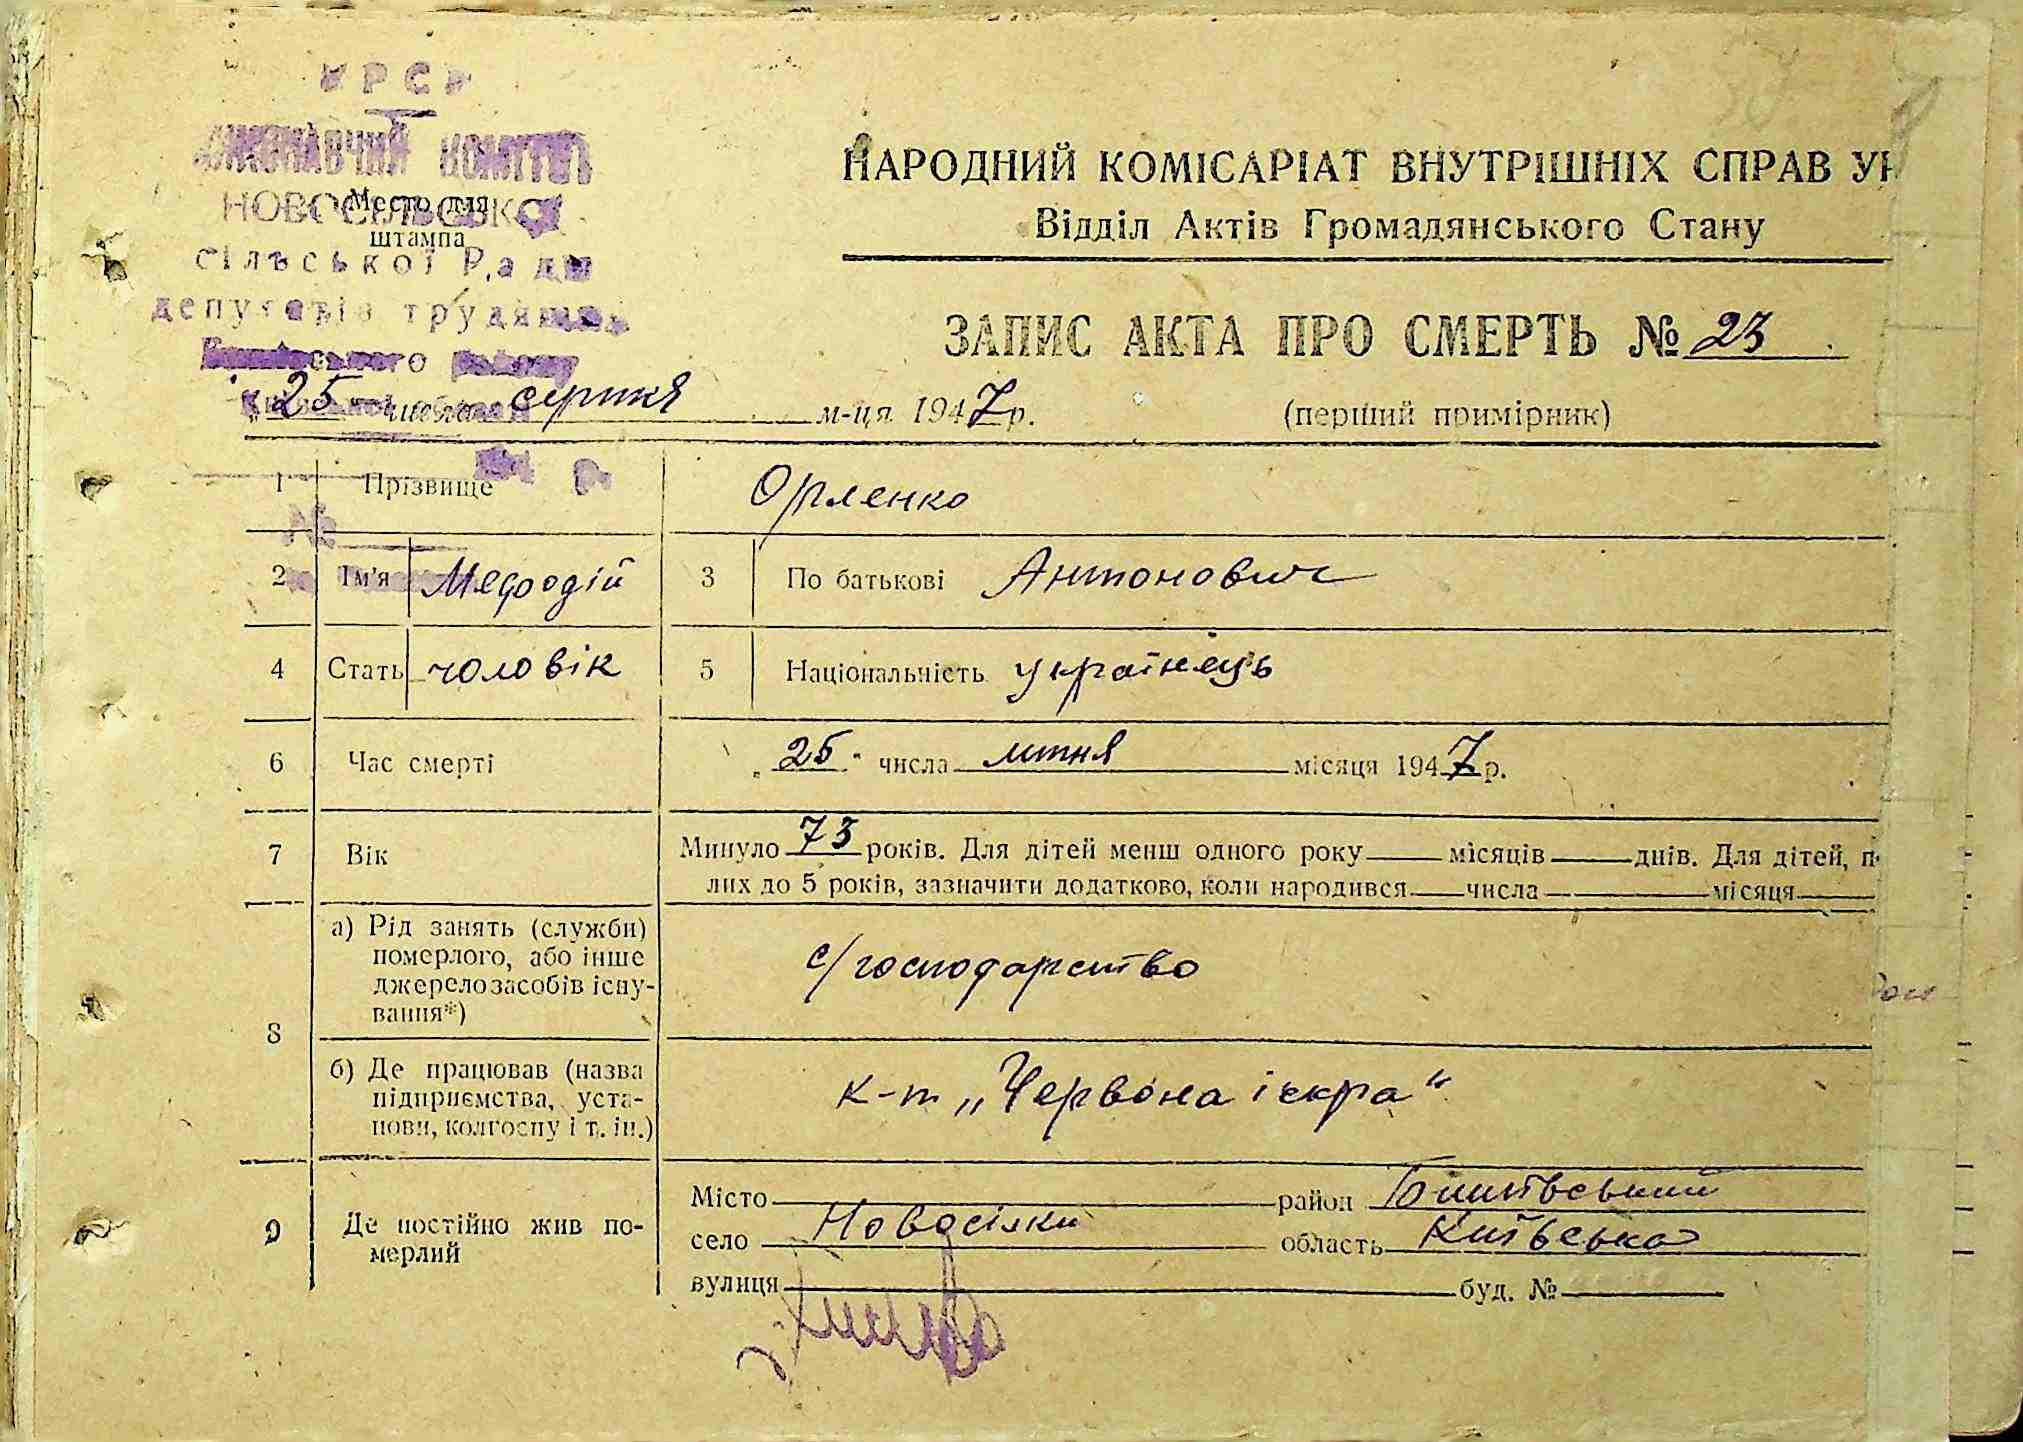 УРСР
ВИКОНАВЧИЙ КОМІТЕТ
НОВОСІЛЬСЬКОЇ
Место для
штампа
сільської Ради
депутатів трудящих
НАРОДНИЙ КОМІСАРІАТ ВНУТРІШНІХ СПРАВ УК
Відділ Актів Громадянського Стану
ЗАПИС АКТА ПРО СМЕРТЬ № 23
„25" числа серпня м-ця 1947 р.
(перший примірник)
1 Прізвище Орленко
№
2 Ім'я Мефодій 3 По батькові Антонович
4 Стать чоловік 5 Національність українець
6 Час смерті „25" числа липня місяця 1947 р.
7 Вік Минуло 73 років. Для дітей менш одного року місяців днів. Для дітей, п
лих до 5 років, зазначити додатково, коли народився числа місяця
8 а) Рід занять (служби)
померлого, або інше
джерело засобів існу-
вання*)
с/господарство
б) Де працював (назва
підприємства, уста-
нови, колгоспу і т. ін.)
к-т „Червона іскра"
9 Де постійно жив по-
мерлий
Місто район Бишівський
село Новосілки область Київська
вулиця буд. №